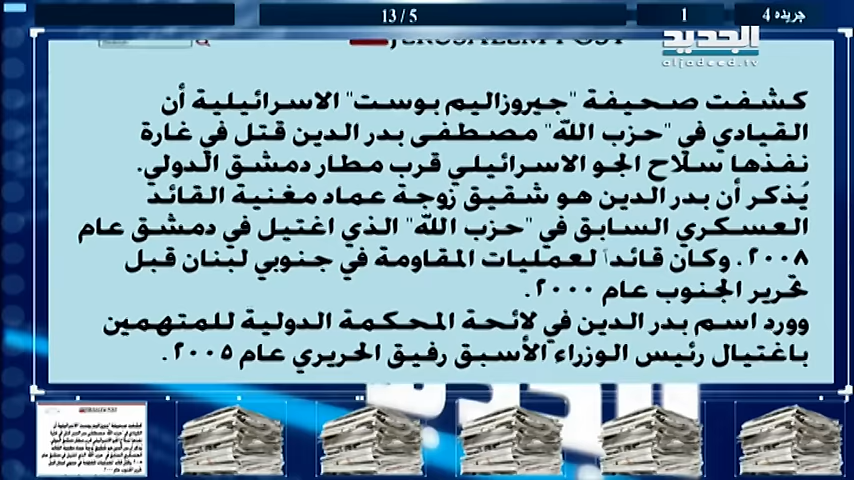 جريده 4
1
13 / 5
الجديد
aljadeed.tv
JERUSALEM POST
كشفت صحيفة "جيروزاليم بوست" الاسرائيلية أن
القيادي في "حزب الله" مصطفى بدر الدين قتل في غارة
نفذها سلاح الجو الاسرائيلي قرب مطار دمشق الدولي.
يُذكر أن بدر الدين هو شقيق زوجة عماد مغنية القائد
العسكري السابق في "حزب الله" الذي اغتيل في دمشق عام
٢٠٠٨. وكان قائداً لعمليات المقاومة في جنوبي لبنان قبل
تحرير الجنوب عام ٢٠٠٠.
وورد اسم بدر الدين في لائحة المحكمة الدولية للمتهمين
باغتيال رئيس الوزراء الأسبق رفيق الحريري عام ٢٠٠٥.